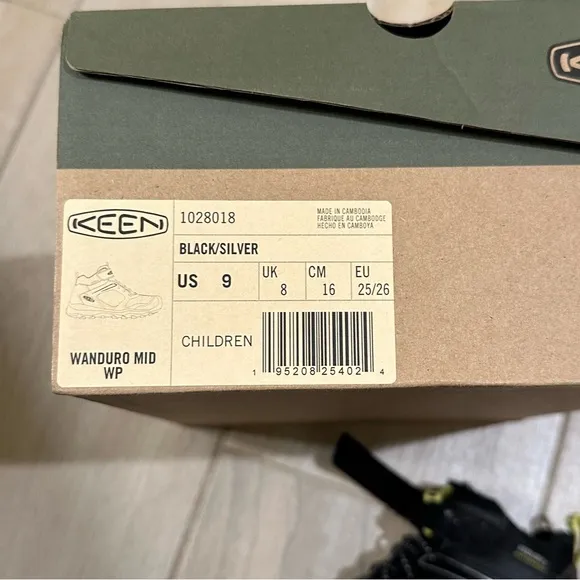 KEEN
1028018
MADE IN CAMBODIA
FABRIQUE AU CAMBODGE
HECHO EN CAMBOYA
BLACK/SILVER
US 9
UK
8
CM
16
EU
25/26
WANDURO MID
WP
CHILDREN
1 95208 25402 4